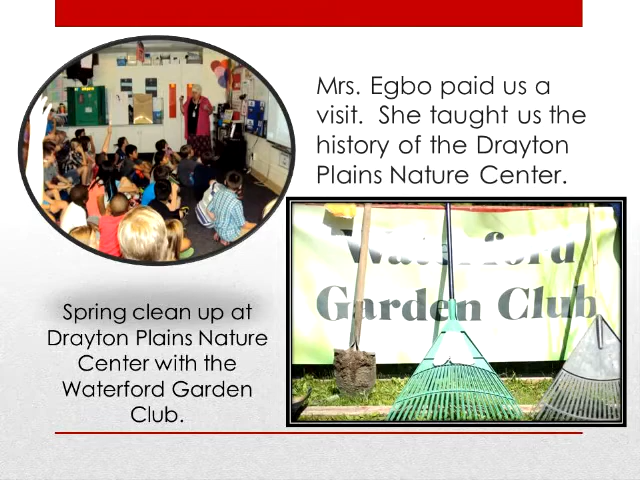 Mrs. Egbo paid us a
visit.  She taught us the
history of the Drayton
Plains Nature Center.
Waterford
Garden Club
Spring clean up at
Drayton Plains Nature
Center with the
Waterford Garden
Club.